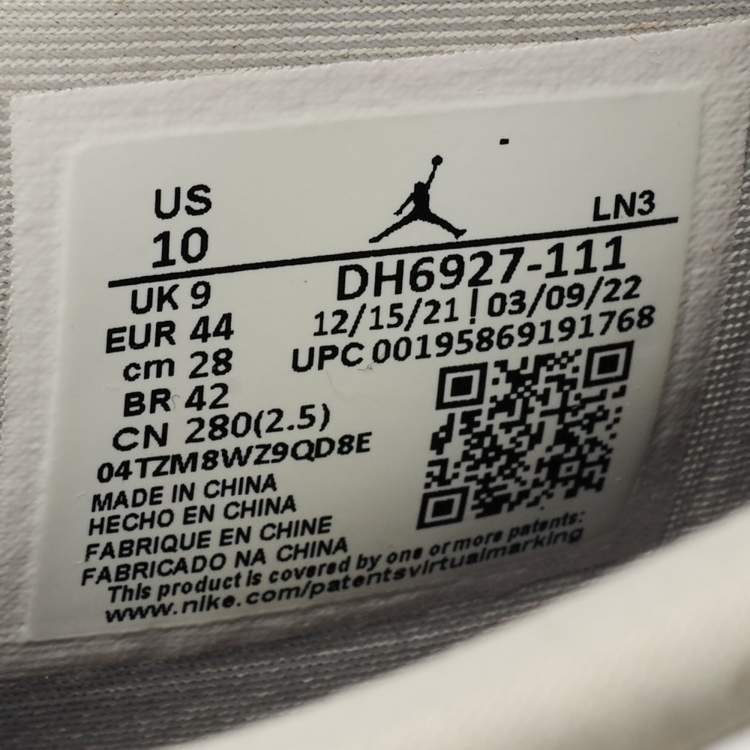 US
10
LN3
UK 9
EUR 44
cm 28
BR 42
CN 280(2.5)
DH6927-111
12/15/21 | 03/09/22
UPC 00195869191768
04TZM8WZ9QD8E
MADE IN CHINA
HECHO EN CHINA
FABRIQUE EN CHINE
FABRICADO NA CHINA
This product is covered by one or more patents:
www.nike.com/patentsvirtualmarking